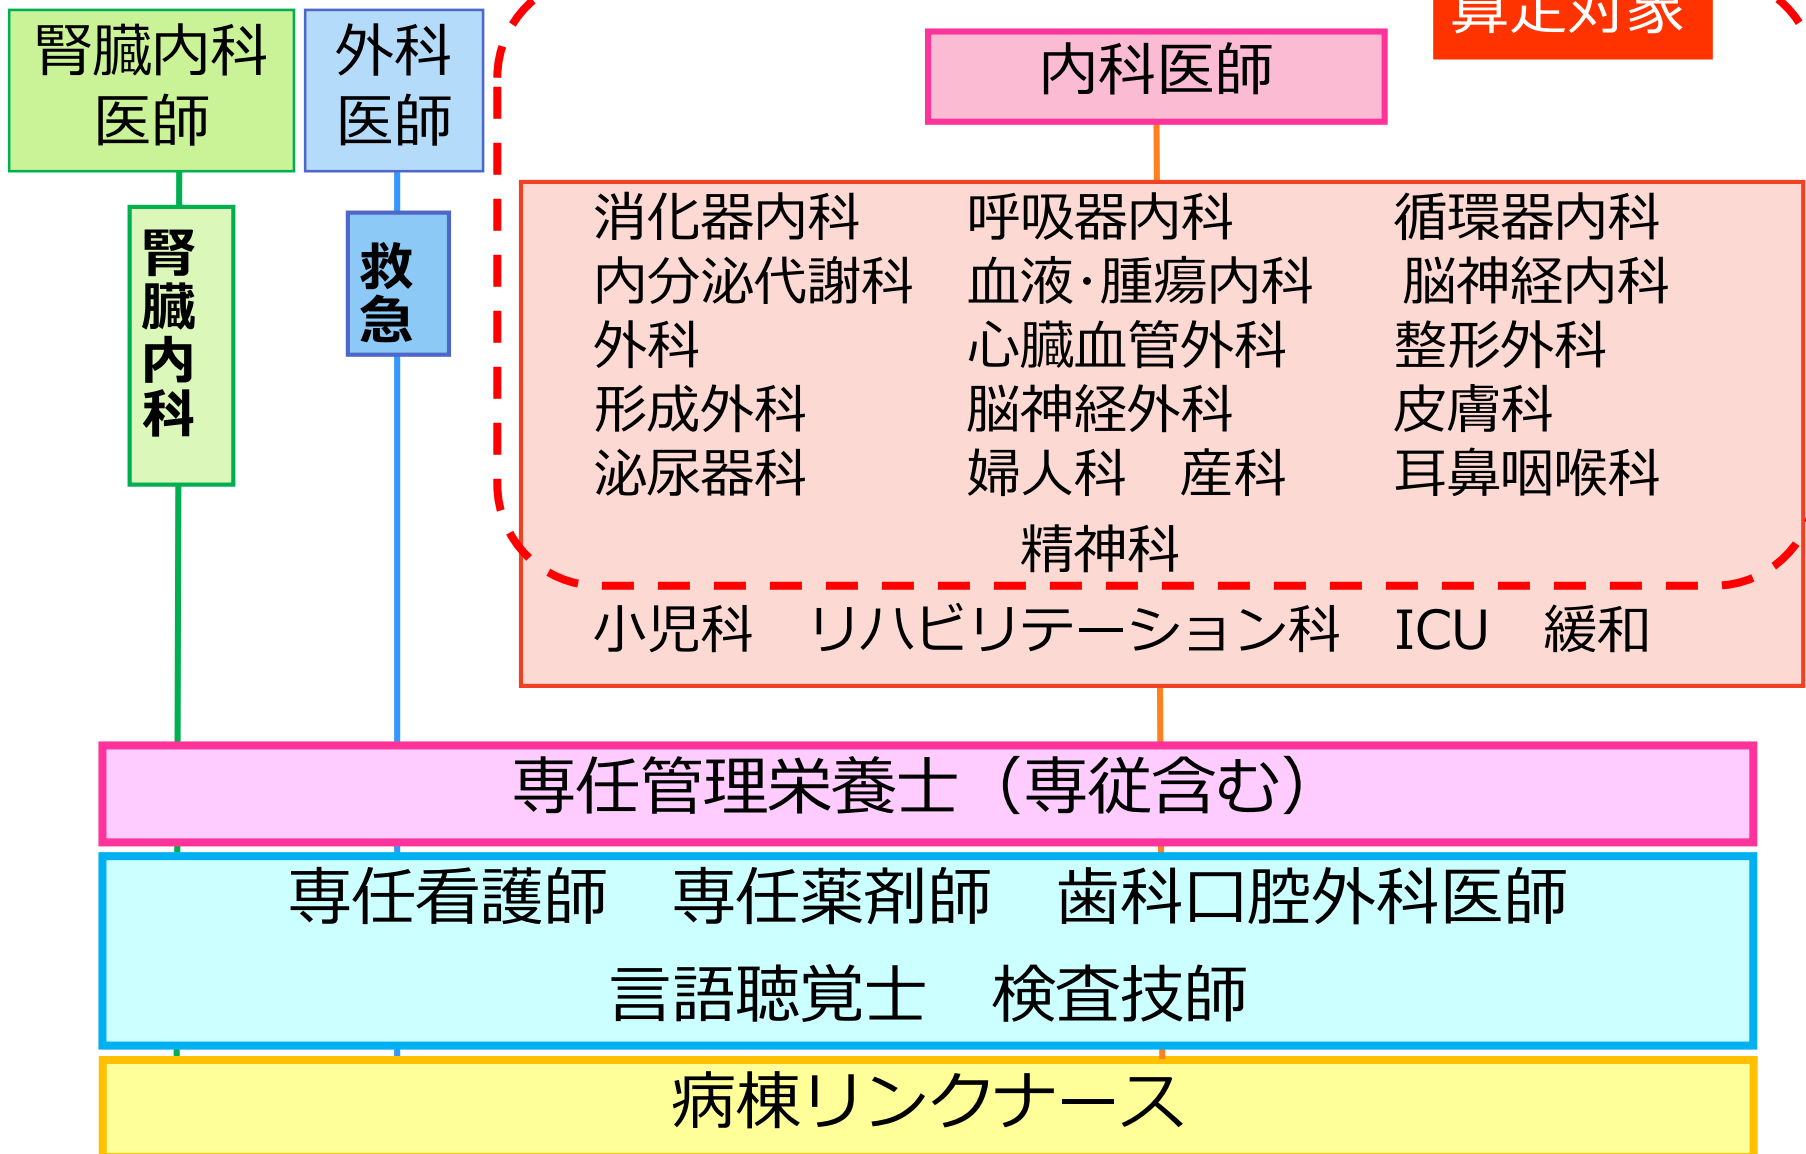 算定対象
腎臓内科
医師
外科
医師
内科医師
腎臓内科
救急
消化器内科　呼吸器内科　循環器内科
内分泌代謝科　血液･腫瘍内科　脳神経内科
外科　心臓血管外科　整形外科
形成外科　脳神経外科　皮膚科
泌尿器科　婦人科　産科　耳鼻咽喉科
精神科
小児科　リハビリテーション科　ICU　緩和
専任管理栄養士（専従含む）
専任看護師　専任薬剤師　歯科口腔外科医師
言語聴覚士　検査技師
病棟リンクナース